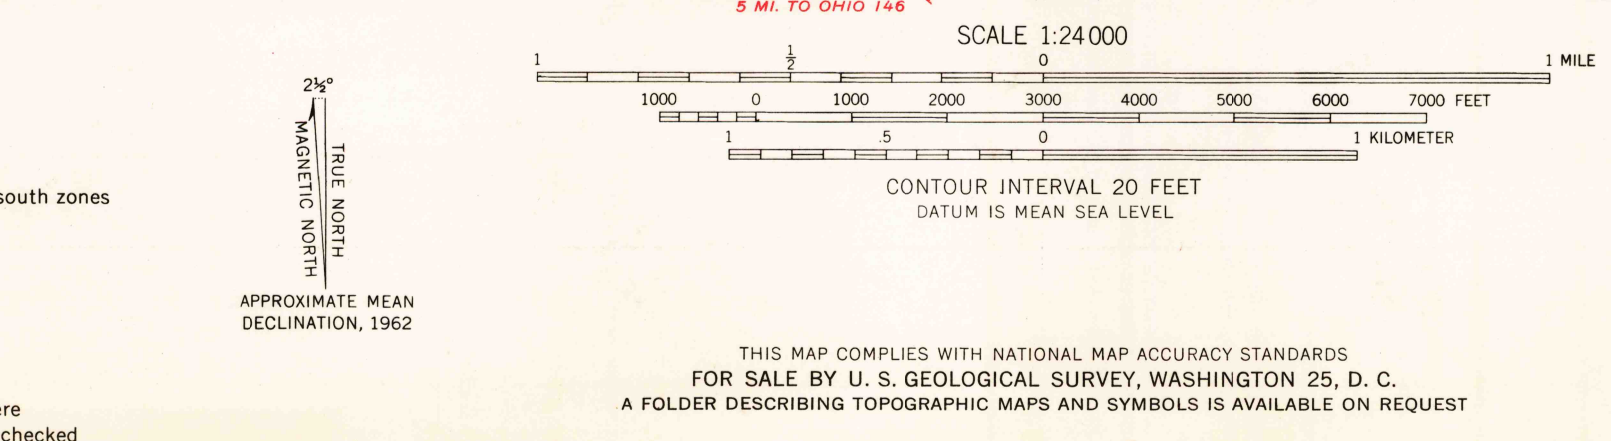 5 MI. TO OHIO 146
SCALE 1:24 000
1 ½ 0 1 MILE
1000 0 1000 2000 3000 4000 5000 6000 7000 FEET
1 .5 0 1 KILOMETER
CONTOUR INTERVAL 20 FEET
DATUM IS MEAN SEA LEVEL
2½°
MAGNETIC NORTH
TRUE NORTH
APPROXIMATE MEAN
DECLINATION, 1962
south zones
ere
checked
THIS MAP COMPLIES WITH NATIONAL MAP ACCURACY STANDARDS
FOR SALE BY U. S. GEOLOGICAL SURVEY, WASHINGTON 25, D. C.
A FOLDER DESCRIBING TOPOGRAPHIC MAPS AND SYMBOLS IS AVAILABLE ON REQUEST